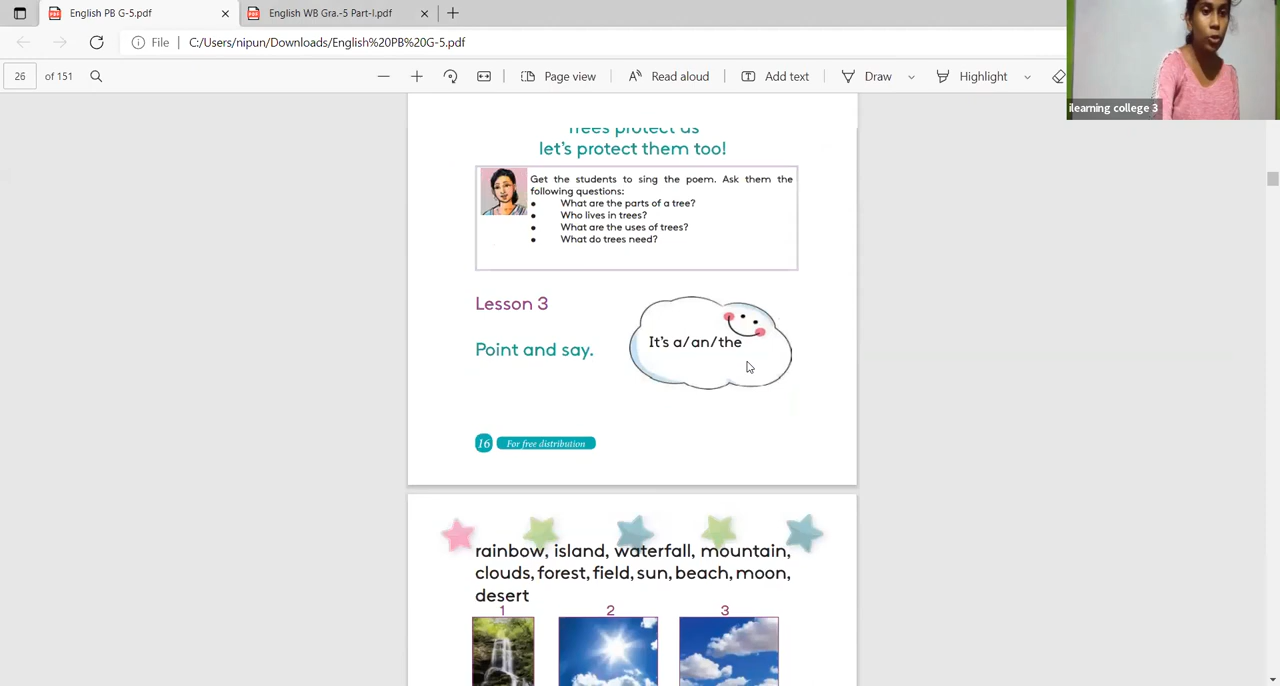 English PB G-5.pdf
English WB Gra.-5 Part-I.pdf
File
C:/Users/nipun/Downloads/English%20PB%20G-5.pdf
26 of 151
Page view
Read aloud
Add text
Draw
Highlight
ilearning college 3
Trees protect us
let's protect them too!
Get the students to sing the poem. Ask them the
following questions:
• What are the parts of a tree?
• Who lives in trees?
• What are the uses of trees?
• What do trees need?
Lesson 3
It's a/an/the
Point and say.
16 For free distribution
rainbow, island, waterfall, mountain,
clouds, forest, field, sun, beach, moon,
desert
1 2 3